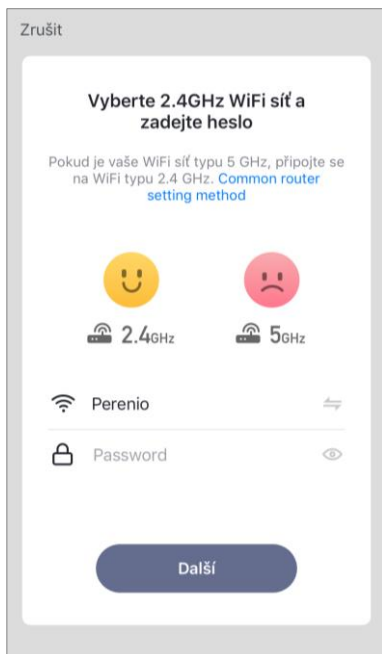 Zrušit
Vyberte 2.4GHz WiFi síť a
zadejte heslo
Pokud je vaše WiFi síť typu 5 GHz, připojte se
na WiFi typu 2.4 GHz. Common router
setting method
2.4GHz 5GHz
Perenio
Password
Další